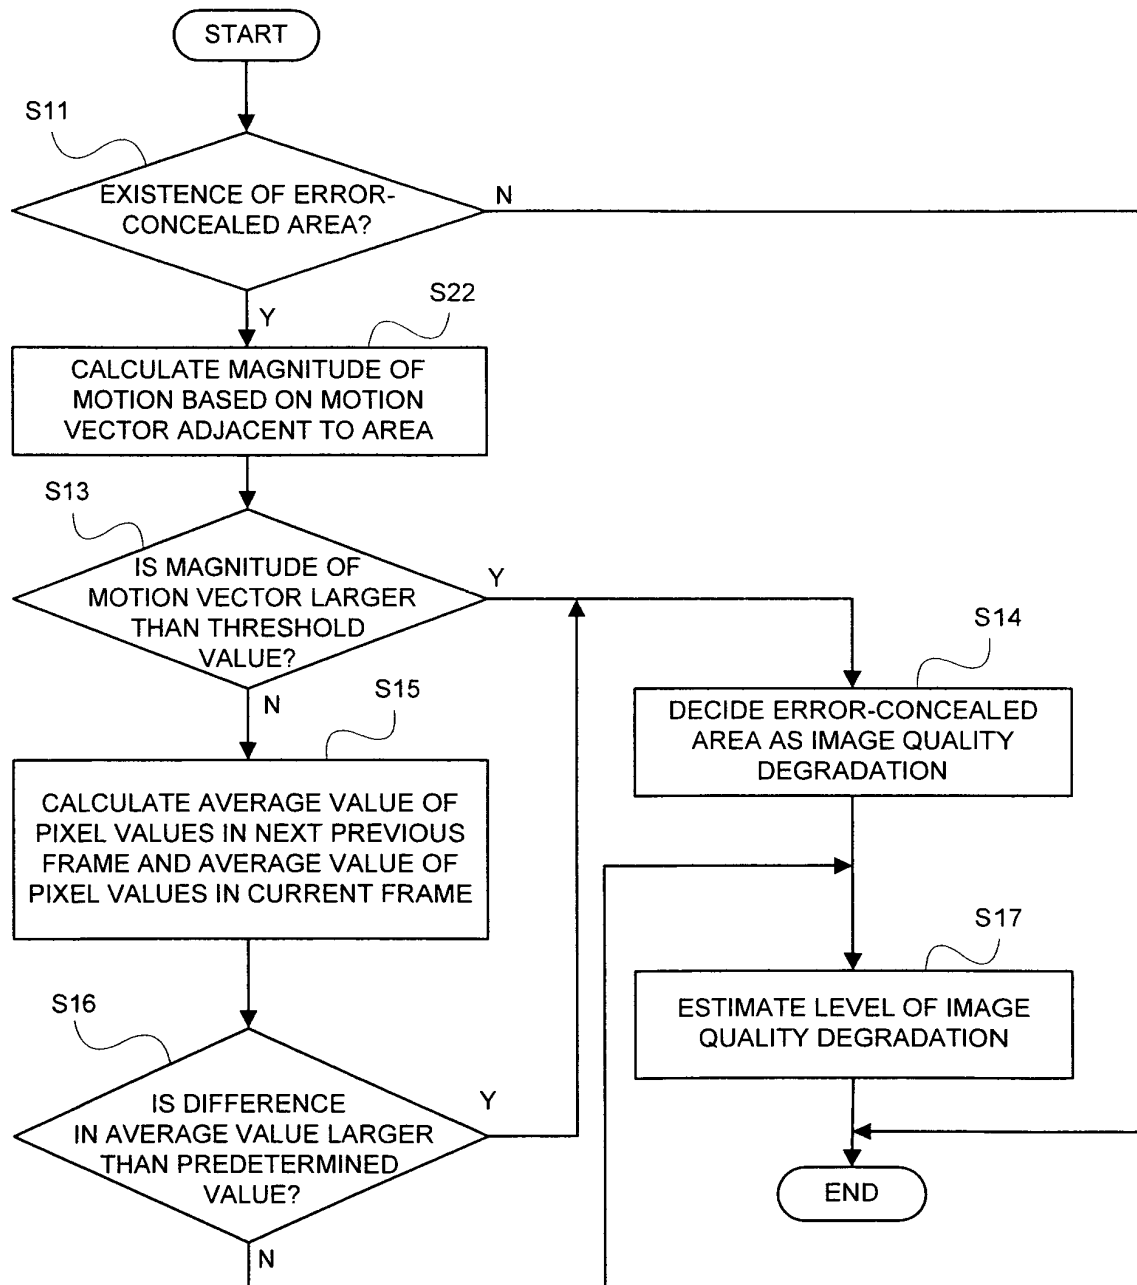 START
S11
EXISTENCE OF ERROR-
CONCEALED AREA?
N
Y
S22
CALCULATE MAGNITUDE OF
MOTION BASED ON MOTION
VECTOR ADJACENT TO AREA
S13
IS MAGNITUDE OF
MOTION VECTOR LARGER
THAN THRESHOLD
VALUE?
Y
N
S14
DECIDE ERROR-CONCEALED
AREA AS IMAGE QUALITY
DEGRADATION
S15
CALCULATE AVERAGE VALUE OF
PIXEL VALUES IN NEXT PREVIOUS
FRAME AND AVERAGE VALUE OF
PIXEL VALUES IN CURRENT FRAME
S17
ESTIMATE LEVEL OF IMAGE
QUALITY DEGRADATION
S16
IS DIFFERENCE
IN AVERAGE VALUE LARGER
THAN PREDETERMINED
VALUE?
Y
N
END